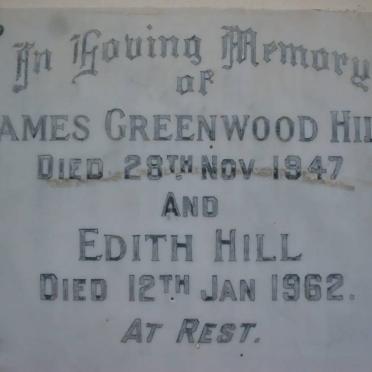 In Loving Memory
of
AMES GREENWOOD HIL
DIED 28TH NOV 1947
AND
EDITH HILL
DIED 12TH JAN 1962.
AT REST.